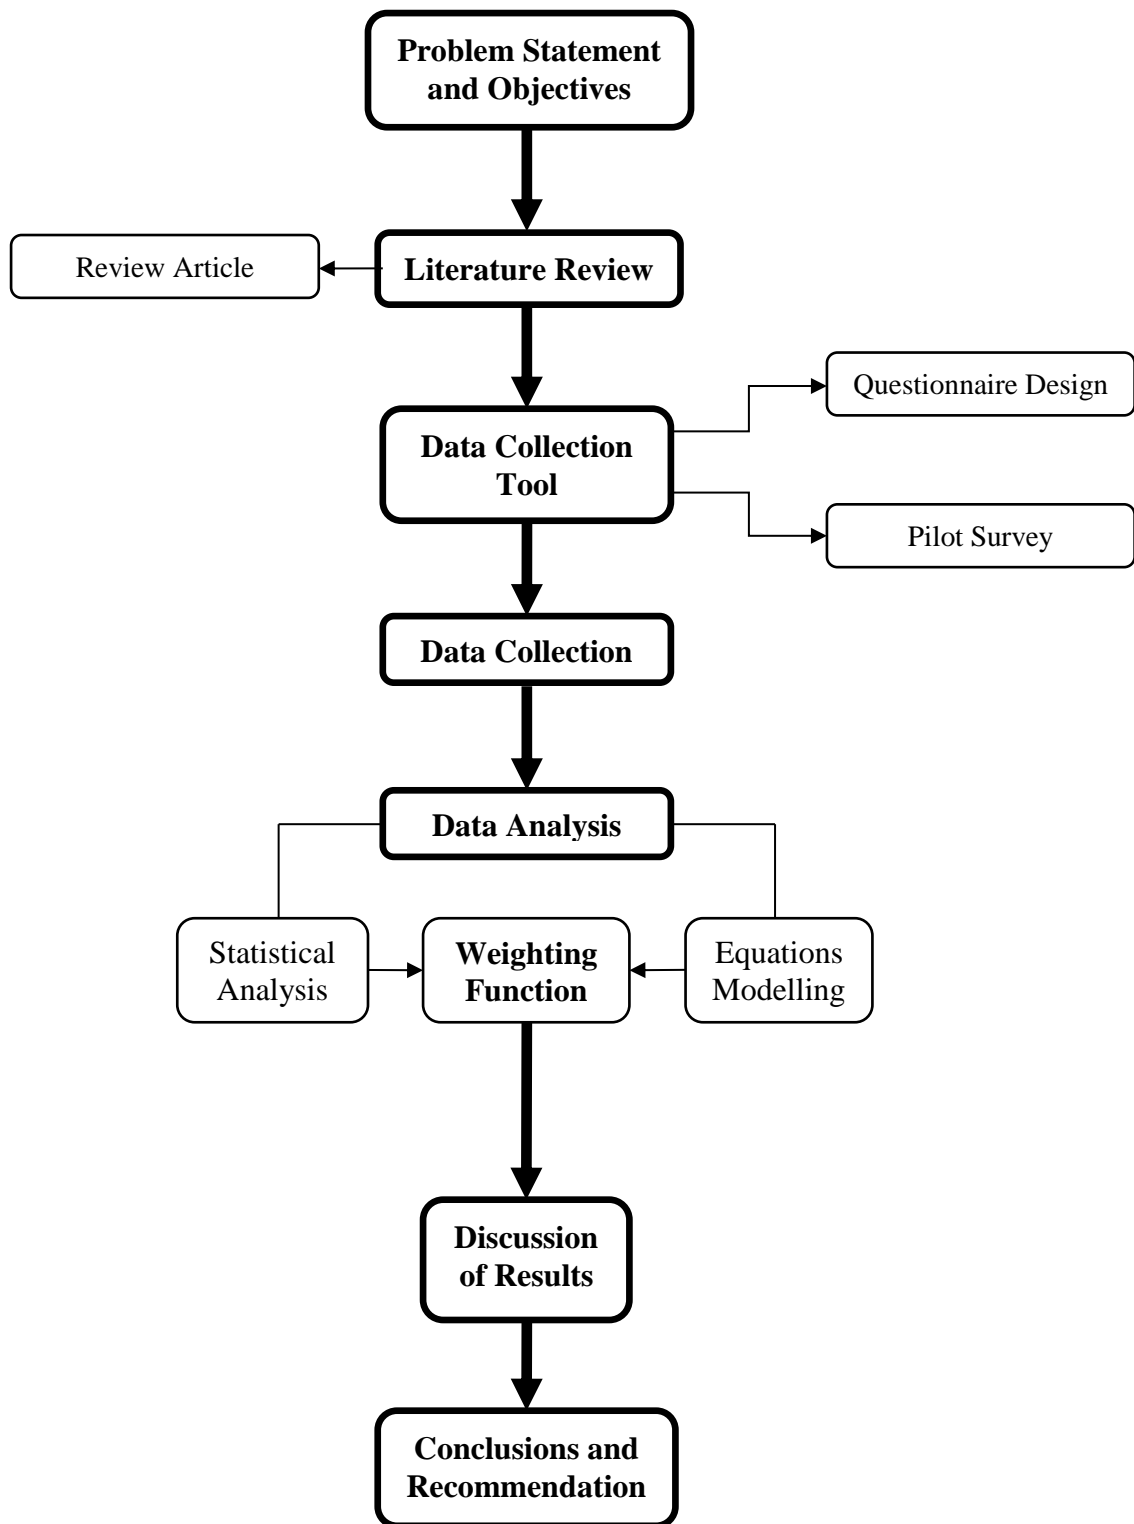 Problem Statement
and Objectives
Review Article
Literature Review
Questionnaire Design
Data Collection
Tool
Pilot Survey
Data Collection
Data Analysis
Statistical
Analysis
Weighting
Function
Equations
Modelling
Discussion
of Results
Conclusions and
Recommendation